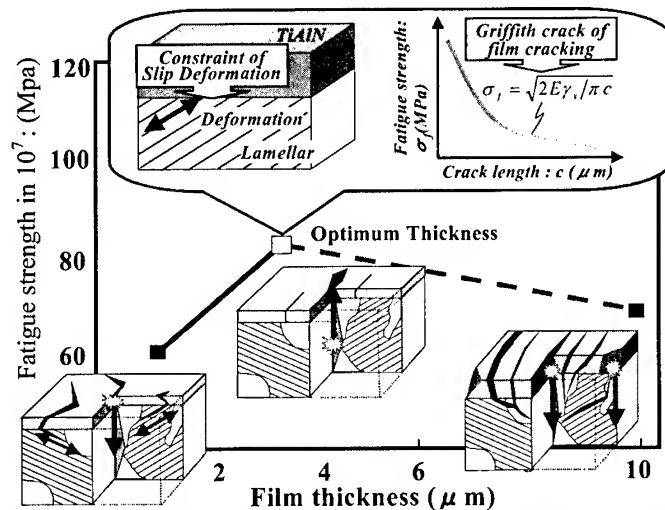 TiAlN
Constraint of
Slip Deformation
Deformation
Lamellar
Griffith crack of
film cracking
σf = √2Eγs/πc
Fatigue strength:
σf(MPa)
Crack length : c (μm)
Fatigue strength in 10⁷ : (Mpa)
120
100
80
60
Optimum Thickness
2
4
6
8
10
Film thickness (μm)